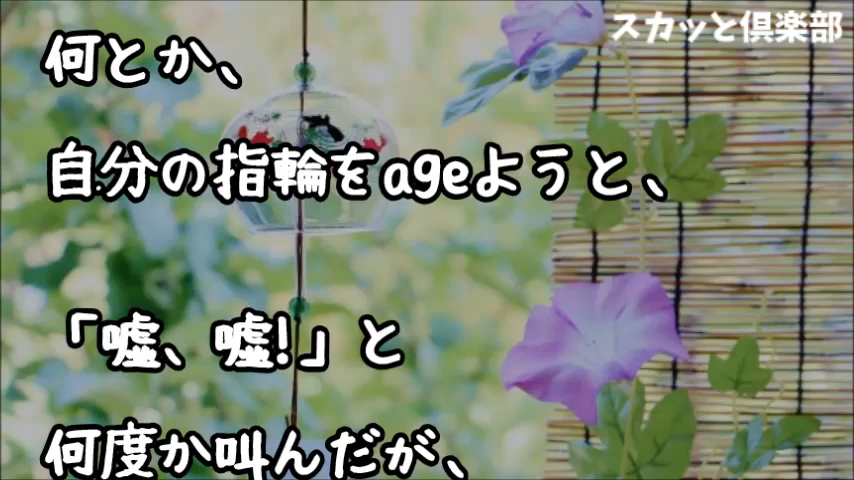 スカッと倶楽部
何とか、
自分の指輪をageようと、
「嘘、嘘!」と
何度か叫んだが、